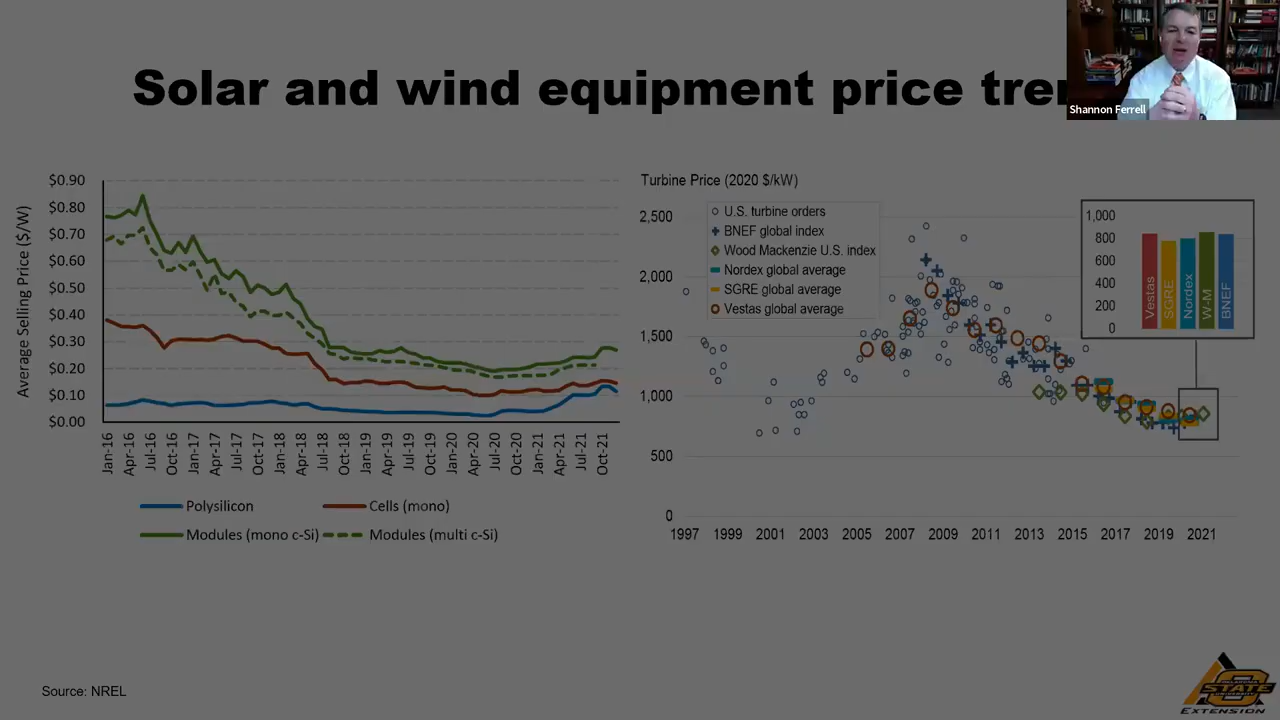 Solar and wind equipment price tre
Shannon Ferrell
Average Selling Price ($/W)
$0.90
$0.80
$0.70
$0.60
$0.50
$0.40
$0.30
$0.20
$0.10
$0.00
Jan-16
Apr-16
Jul-16
Oct-16
Jan-17
Apr-17
Jul-17
Oct-17
Jan-18
Apr-18
Jul-18
Oct-18
Jan-19
Apr-19
Jul-19
Oct-19
Jan-20
Apr-20
Jul-20
Oct-20
Jan-21
Apr-21
Jul-21
Oct-21
Polysilicon
Cells (mono)
Modules (mono c-Si)
Modules (multi c-Si)
Turbine Price (2020 $/kW)
2,500
2,000
1,500
1,000
500
0
U.S. turbine orders
BNEF global index
Wood Mackenzie U.S. index
Nordex global average
SGRE global average
Vestas global average
1,000
800
600
400
200
0
Vestas
SGRE
Nordex
W-M
BNEF
1997
1999
2001
2003
2005
2007
2009
2011
2013
2015
2017
2019
2021
Source: NREL
OKLAHOMA
STATE
UNIVERSITY
EXTENSION